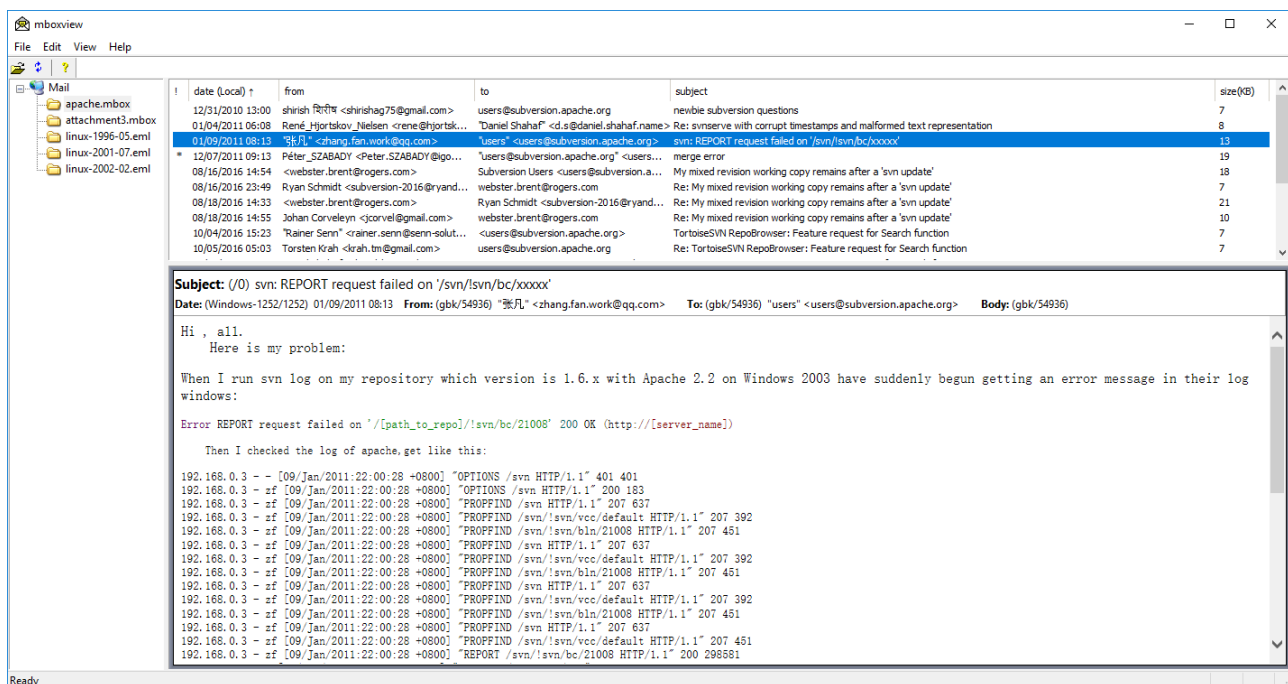 mboxview
File Edit View Help
Mail
apache.mbox
attachment3.mbox
linux-1996-05.eml
linux-2001-07.eml
linux-2002-02.eml
! date (Local) ↑ from to subject size(KB)
12/31/2010 13:00 shirish शिरीष <shirishag75@gmail.com> users@subversion.apache.org newbie subversion questions 7
01/04/2011 06:08 René_Hjortskov_Nielsen <rene@hjortsk... "Daniel Shahaf" <d.s@daniel.shahaf.name> Re: svnserve with corrupt timestamps and malformed text representation 8
01/09/2011 08:13 "张凡" <zhang.fan.work@qq.com> "users" <users@subversion.apache.org> svn: REPORT request failed on '/svn/!svn/bc/xxxxx' 13
* 12/07/2011 09:13 Péter_SZABADY <Peter.SZABADY@igo... "users@subversion.apache.org" <users... merge error 19
08/16/2016 14:54 <webster.brent@rogers.com> Subversion Users <users@subversion.a... My mixed revision working copy remains after a 'svn update' 18
08/16/2016 23:49 Ryan Schmidt <subversion-2016@ryand... webster.brent@rogers.com Re: My mixed revision working copy remains after a 'svn update' 7
08/18/2016 14:33 <webster.brent@rogers.com> Ryan Schmidt <subversion-2016@ryand... Re: My mixed revision working copy remains after a 'svn update' 21
08/18/2016 14:55 Johan Corveleyn <jcorvel@gmail.com> webster.brent@rogers.com Re: My mixed revision working copy remains after a 'svn update' 10
10/04/2016 15:23 "Rainer Senn" <rainer.senn@senn-solut... <users@subversion.apache.org> TortoiseSVN RepoBrowser: Feature request for Search function 7
10/05/2016 05:03 Torsten Krah <krah.tm@gmail.com> users@subversion.apache.org Re: TortoiseSVN RepoBrowser: Feature request for Search function 7
Subject: (/0) svn: REPORT request failed on '/svn/!svn/bc/xxxxx'
Date: (Windows-1252/1252) 01/09/2011 08:13 From: (gbk/54936) "张凡" <zhang.fan.work@qq.com> To: (gbk/54936) "users" <users@subversion.apache.org> Body: (gbk/54936)
Hi , all.
Here is my problem:
When I run svn log on my repository which version is 1.6.x with Apache 2.2 on Windows 2003 have suddenly begun getting an error message in their log
windows:
Error REPORT request failed on '/[path_to_repo]/!svn/bc/21008' 200 OK (http://[server_name])
Then I checked the log of apache,get like this:
192.168.0.3 - - [09/Jan/2011:22:00:28 +0800] "OPTIONS /svn HTTP/1.1" 401 401
192.168.0.3 - zf [09/Jan/2011:22:00:28 +0800] "OPTIONS /svn HTTP/1.1" 200 183
192.168.0.3 - zf [09/Jan/2011:22:00:28 +0800] "PROPFIND /svn HTTP/1.1" 207 637
192.168.0.3 - zf [09/Jan/2011:22:00:28 +0800] "PROPFIND /svn/!svn/vcc/default HTTP/1.1" 207 392
192.168.0.3 - zf [09/Jan/2011:22:00:28 +0800] "PROPFIND /svn/!svn/bln/21008 HTTP/1.1" 207 451
192.168.0.3 - zf [09/Jan/2011:22:00:28 +0800] "PROPFIND /svn HTTP/1.1" 207 637
192.168.0.3 - zf [09/Jan/2011:22:00:28 +0800] "PROPFIND /svn/!svn/vcc/default HTTP/1.1" 207 392
192.168.0.3 - zf [09/Jan/2011:22:00:28 +0800] "PROPFIND /svn/!svn/bln/21008 HTTP/1.1" 207 451
192.168.0.3 - zf [09/Jan/2011:22:00:28 +0800] "PROPFIND /svn HTTP/1.1" 207 637
192.168.0.3 - zf [09/Jan/2011:22:00:28 +0800] "PROPFIND /svn/!svn/vcc/default HTTP/1.1" 207 392
192.168.0.3 - zf [09/Jan/2011:22:00:28 +0800] "PROPFIND /svn/!svn/bln/21008 HTTP/1.1" 207 451
192.168.0.3 - zf [09/Jan/2011:22:00:28 +0800] "PROPFIND /svn HTTP/1.1" 207 637
192.168.0.3 - zf [09/Jan/2011:22:00:28 +0800] "PROPFIND /svn/!svn/vcc/default HTTP/1.1" 207 451
192.168.0.3 - zf [09/Jan/2011:22:00:28 +0800] "REPORT /svn/!svn/bc/21008 HTTP/1.1" 200 298581
Ready